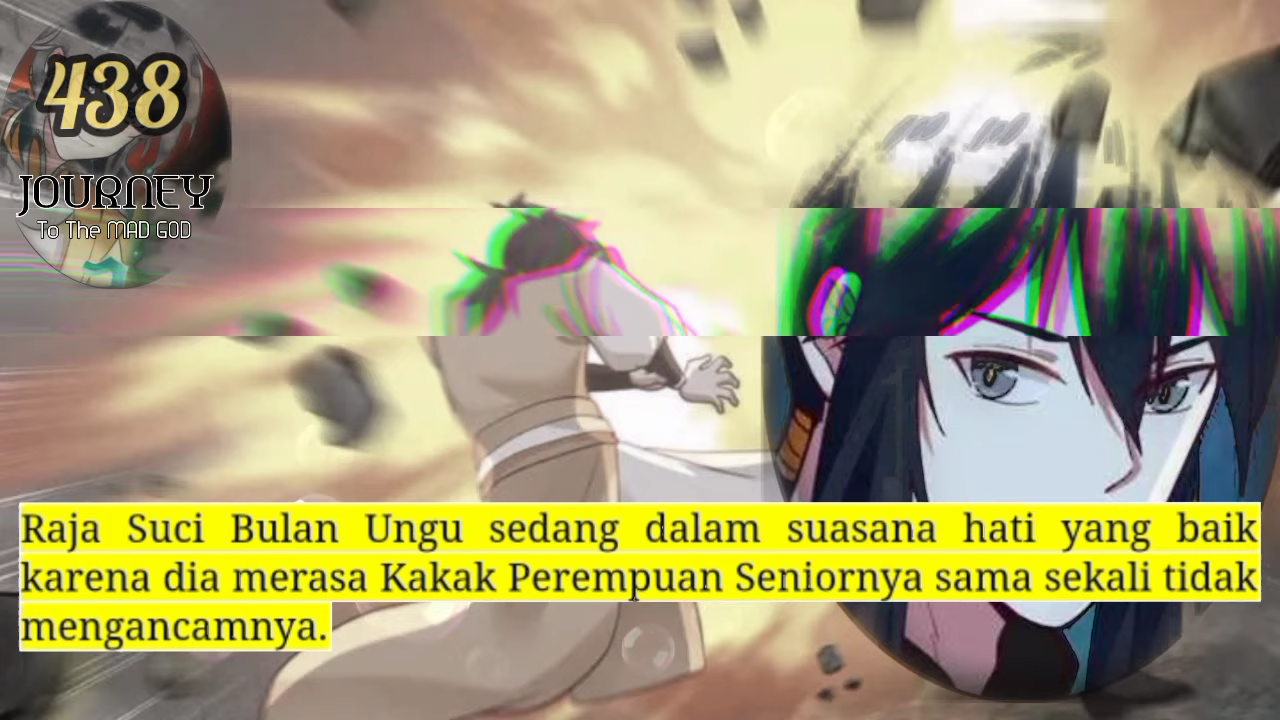 438
JOURNEY
To The MAD GOD
Raja Suci Bulan Ungu sedang dalam suasana hati yang baik
karena dia merasa Kakak Perempuan Seniornya sama sekali tidak
mengancamnya.